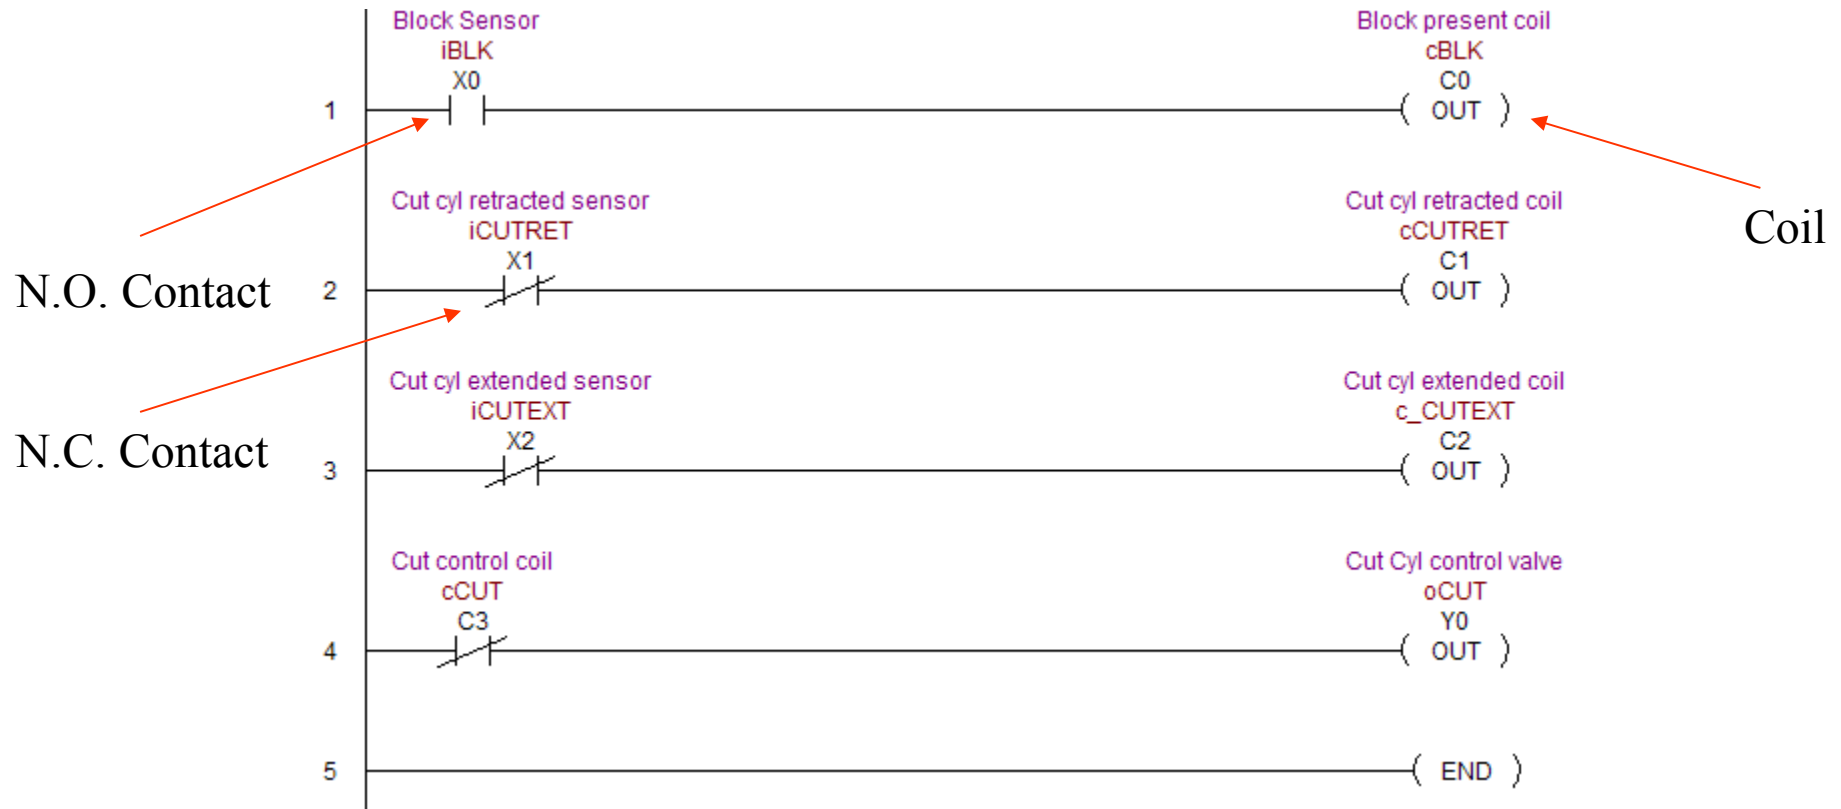 Block Sensor
iBLK
X0
Block present coil
cBLK
C0
1
OUT
Coil
N.O. Contact
Cut cyl retracted sensor
iCUTRET
X1
Cut cyl retracted coil
cCUTRET
C1
2
OUT
N.C. Contact
Cut cyl extended sensor
iCUTEXT
X2
Cut cyl extended coil
c_CUTEXT
C2
3
OUT
Cut control coil
cCUT
C3
Cut Cyl control valve
oCUT
Y0
4
OUT
5
END